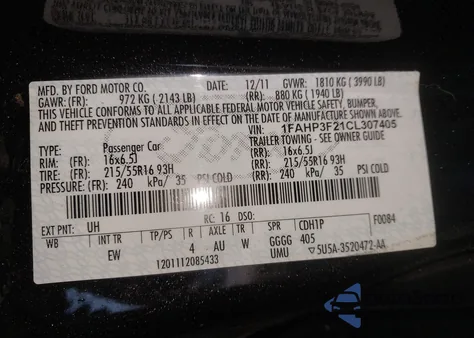 MFD. BY FORD MOTOR CO. DATE: 12/11 GVWR: 1810 KG ( 3990 LB)
GAWR: (FR): 972 KG ( 2143 LB) (RR): 880 KG ( 1940 LB)
THIS VEHICLE CONFORMS TO ALL APPLICABLE FEDERAL MOTOR VEHICLE SAFETY, BUMPER,
AND THEFT PREVENTION STANDARDS IN EFFECT ON THE DATE OF MANUFACTURE SHOWN ABOVE.
VIN: 1FAHP3F21CL307405
TYPE: Passenger Car TRAILER TOWING - SEE OWNER GUIDE
RIM: (FR) 16x6.5J (RR): 16x6.5J
TIRE: (FR): 215/55R16 93H (RR): 215/55R16 93H
PRESSURE: (FR): 240 kPa/ 35 PSI COLD (RR): 240 kPa/ 35 PSI COLD
EXT PNT: UH RC: 16 DSO: F0084
WB INT TR TP/PS R AXLE TR SPR CDH1P
EW 4 AU W GGGG 405
1201112085433 UMU 5U5A-3520472-AA